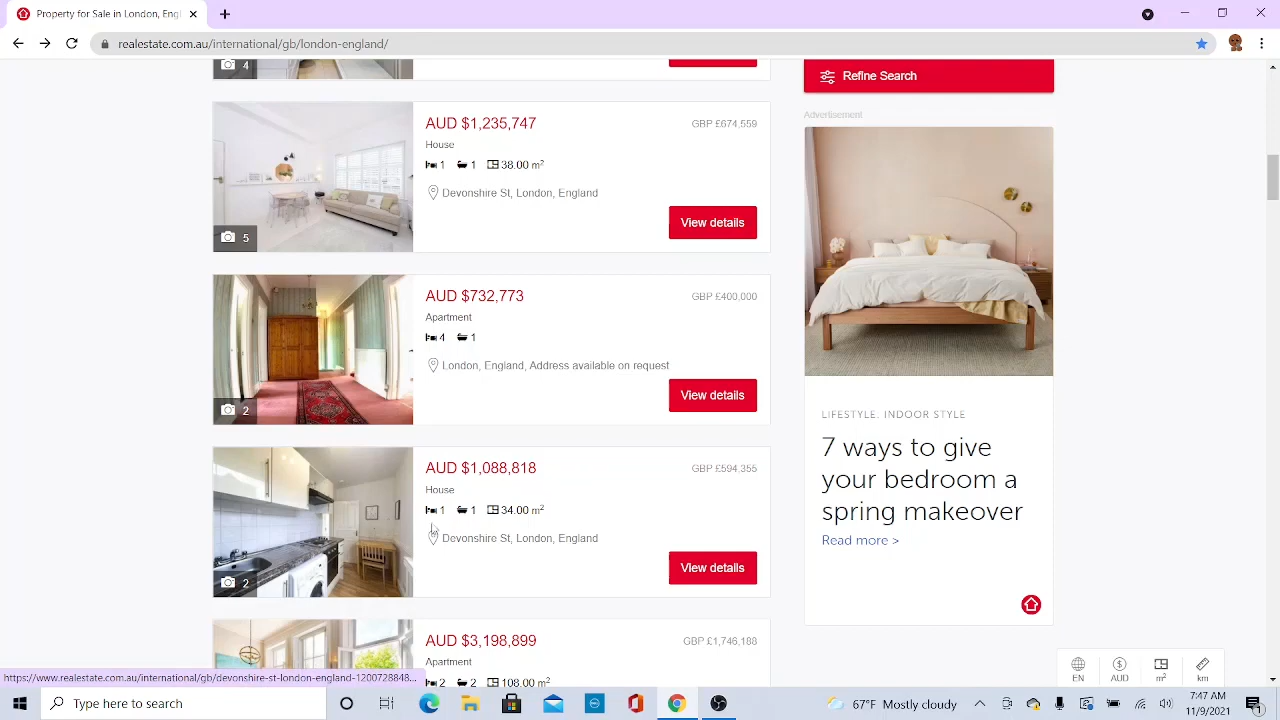 Property for Sale in London, Engl
realestate.com.au/international/gb/london-england/
4
Refine Search
Advertisement
AUD $1,235,747
GBP £674,559
House
1 1 38.00 m²
Devonshire St, London, England
View details
5
AUD $732,773
GBP £400,000
Apartment
4 1
London, England, Address available on request
View details
2
LIFESTYLE, INDOOR STYLE
7 ways to give
your bedroom a
spring makeover
Read more >
AUD $1,088,818
GBP £594,355
House
1 1 34.00 m²
Devonshire St, London, England
View details
2
AUD $3,198,899
GBP £1,746,188
Apartment
2 2 108.00 m²
EN AUD m² km
https://www.realestate.com.au/international/gb/devonshire-st-london-england-1200728848...
Type here to search
67°F Mostly cloudy
7:47 AM
11/9/2021